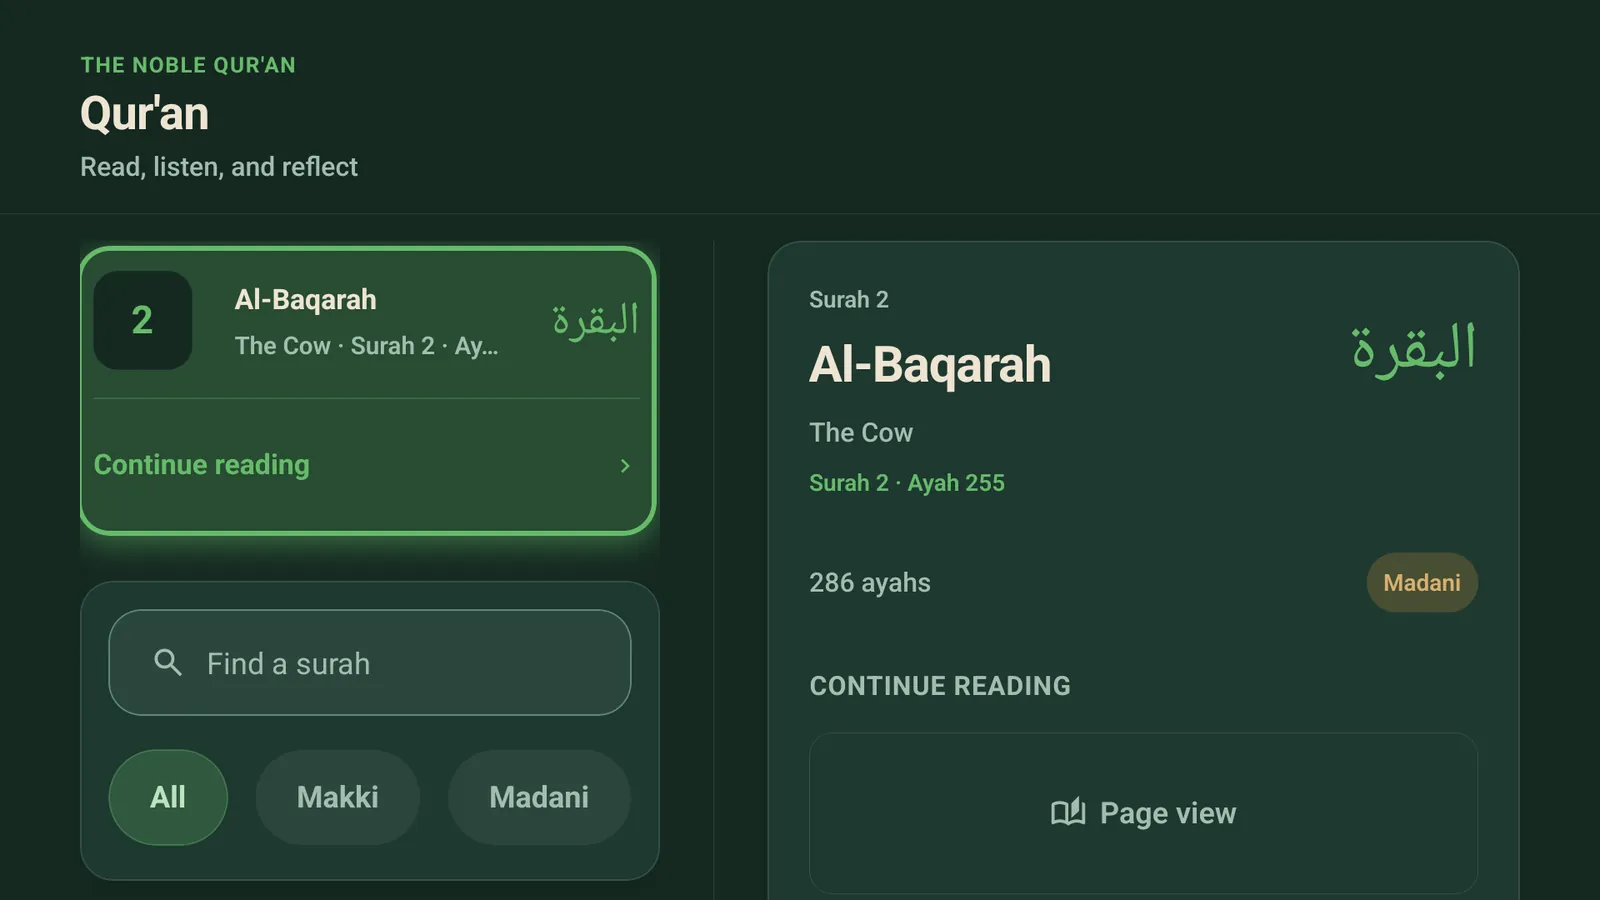 THE NOBLE QUR'AN
Qur'an
Read, listen, and reflect
2
Al-Baqarah
The Cow · Surah 2 · Ay...
البقرة
Continue reading
Find a surah
All
Makki
Madani
Surah 2
Al-Baqarah
البقرة
The Cow
Surah 2 · Ayah 255
286 ayahs
Madani
CONTINUE READING
Page view